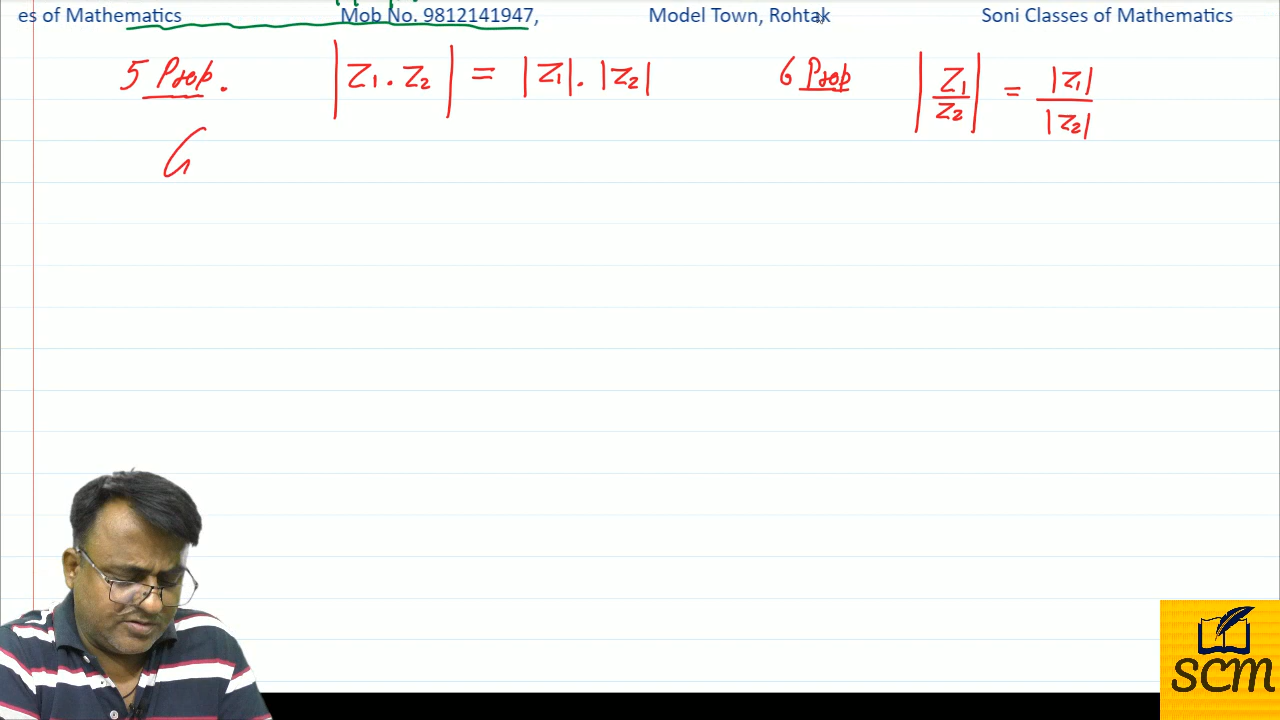 es of Mathematics Mob No. 9812141947, Model Town, Rohtak Soni Classes of Mathematics
5 Prop. |Z1 . Z2| = |Z1| . |Z2| 6 Prop |Z1/Z2| = |Z1|/|Z2|
SCM